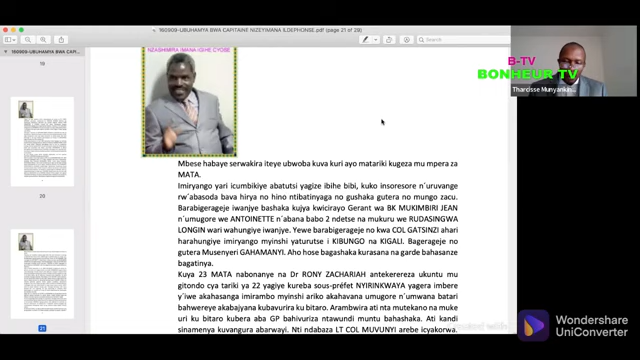 160909-UBUHAMYA BWA CAPITAINE NIZEYIMANA ILDEPHONSE.pdf (page 21 of 29)
Search
160909-UBUHAMYA BWA CAPI...
19
20
21
NZASHIMPIA IMANA IGIHE CYOSE
B-TV
BONHEUR TV
Tharcisse Munyankin...
Mbese habaye serwakira iteye ubwoba kuva kuri ayo matariki kugeza mu mpera za
MATA.
Imiryango yari icumbikiye abatutsi yagize ibihe bibi, kuko insoresore n'uruvange
rw'abasoda bava hirya no hino ntibatinyaga no gushaka gutera no mungo zacu.
Barabigerageje iwanjye bashaka kujya kwicirayo Gerant wa BK MUKIMBIRI JEAN
n'umugore we ANTOINETTE n'abana babo 2 ndetse na mukuru we RUDASINGWA
LONGIN wari wahungiye iwanjye. Yewe barabigerageje no kwa COL GATSINZI ahari
harahungiye imiryango myinshi yaturutse i KIBUNGO na KIGALI. Bagerageje no
gutera Musenyeri GAHAMANYI. Aho hose bagashaka kurasana na garde bahasanze
bagatinya.
Kuya 23 MATA nabonanye na Dr RONY ZACHARIAH antekerereza ukuntu mu
gitondo cya tariki ya 22 yagiye kureba sous-préfet NYIRINKWAYA yagera imbere
y'iwe akahasanga imirambo myinshi ariko akahavana umugore n'umwana batari
bahwereye akabajyana kubavurira ku bitaro. Arambwira ati nta mutekano na muke
uri ku bitaro kubera aba GP bahivuriza ntawundi muntu bahashaka. Ati kandi
sinamenya kuvangura abarwayi. Nti ndabaza LT COL MUVUNYI arebe icyakorwa.
Wondershare
UniConverter